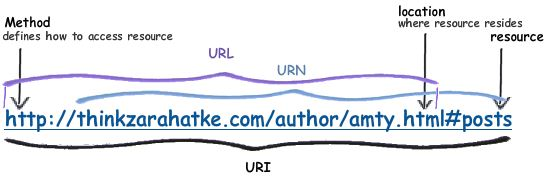 Method
defines how to access resource
location
where resource resides
resource
URL
URN
http://thinkzarahatke.com/author/amty.html#posts
URI